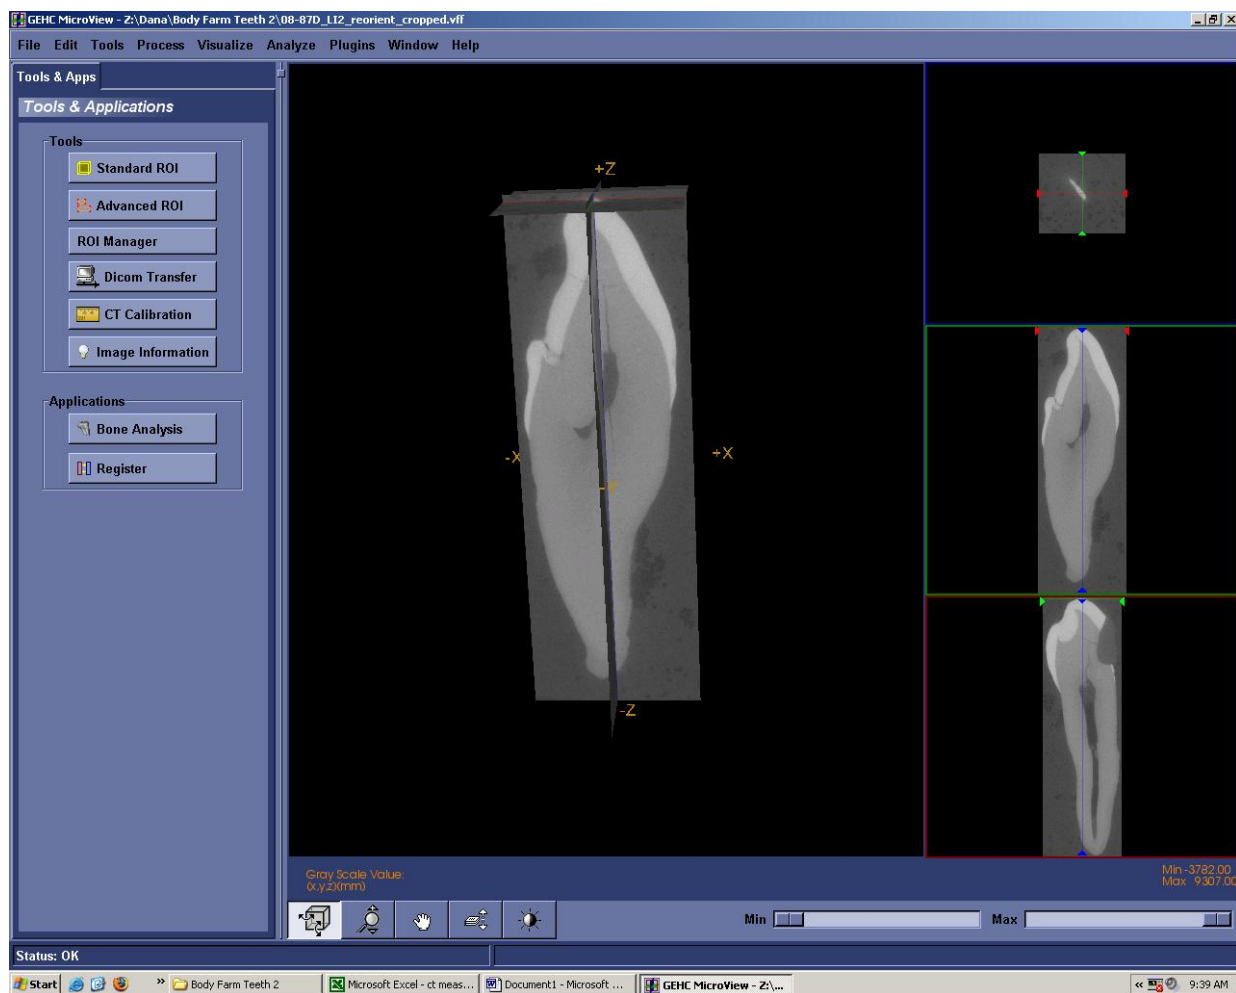 GEHC MicroView - Z:\Dana\Body Farm Teeth 2\08-87D_LI2_reorient_cropped.vff
File Edit Tools Process Visualize Analyze Plugins Window Help
Tools & Apps
Tools & Applications
Tools
Standard ROI
Advanced ROI
ROI Manager
Dicom Transfer
CT Calibration
Image Information
Applications
Bone Analysis
Register
+Z
-X
+X
-Y
-Z
Gray Scale Value:
(x,y,z)(mm)
Min -3782.00
Max 9307.00
Min
Max
Status: OK
Start » Body Farm Teeth 2 Microsoft Excel - ct meas... Document1 - Microsoft ... GEHC MicroView - Z:\... « 9:39 AM